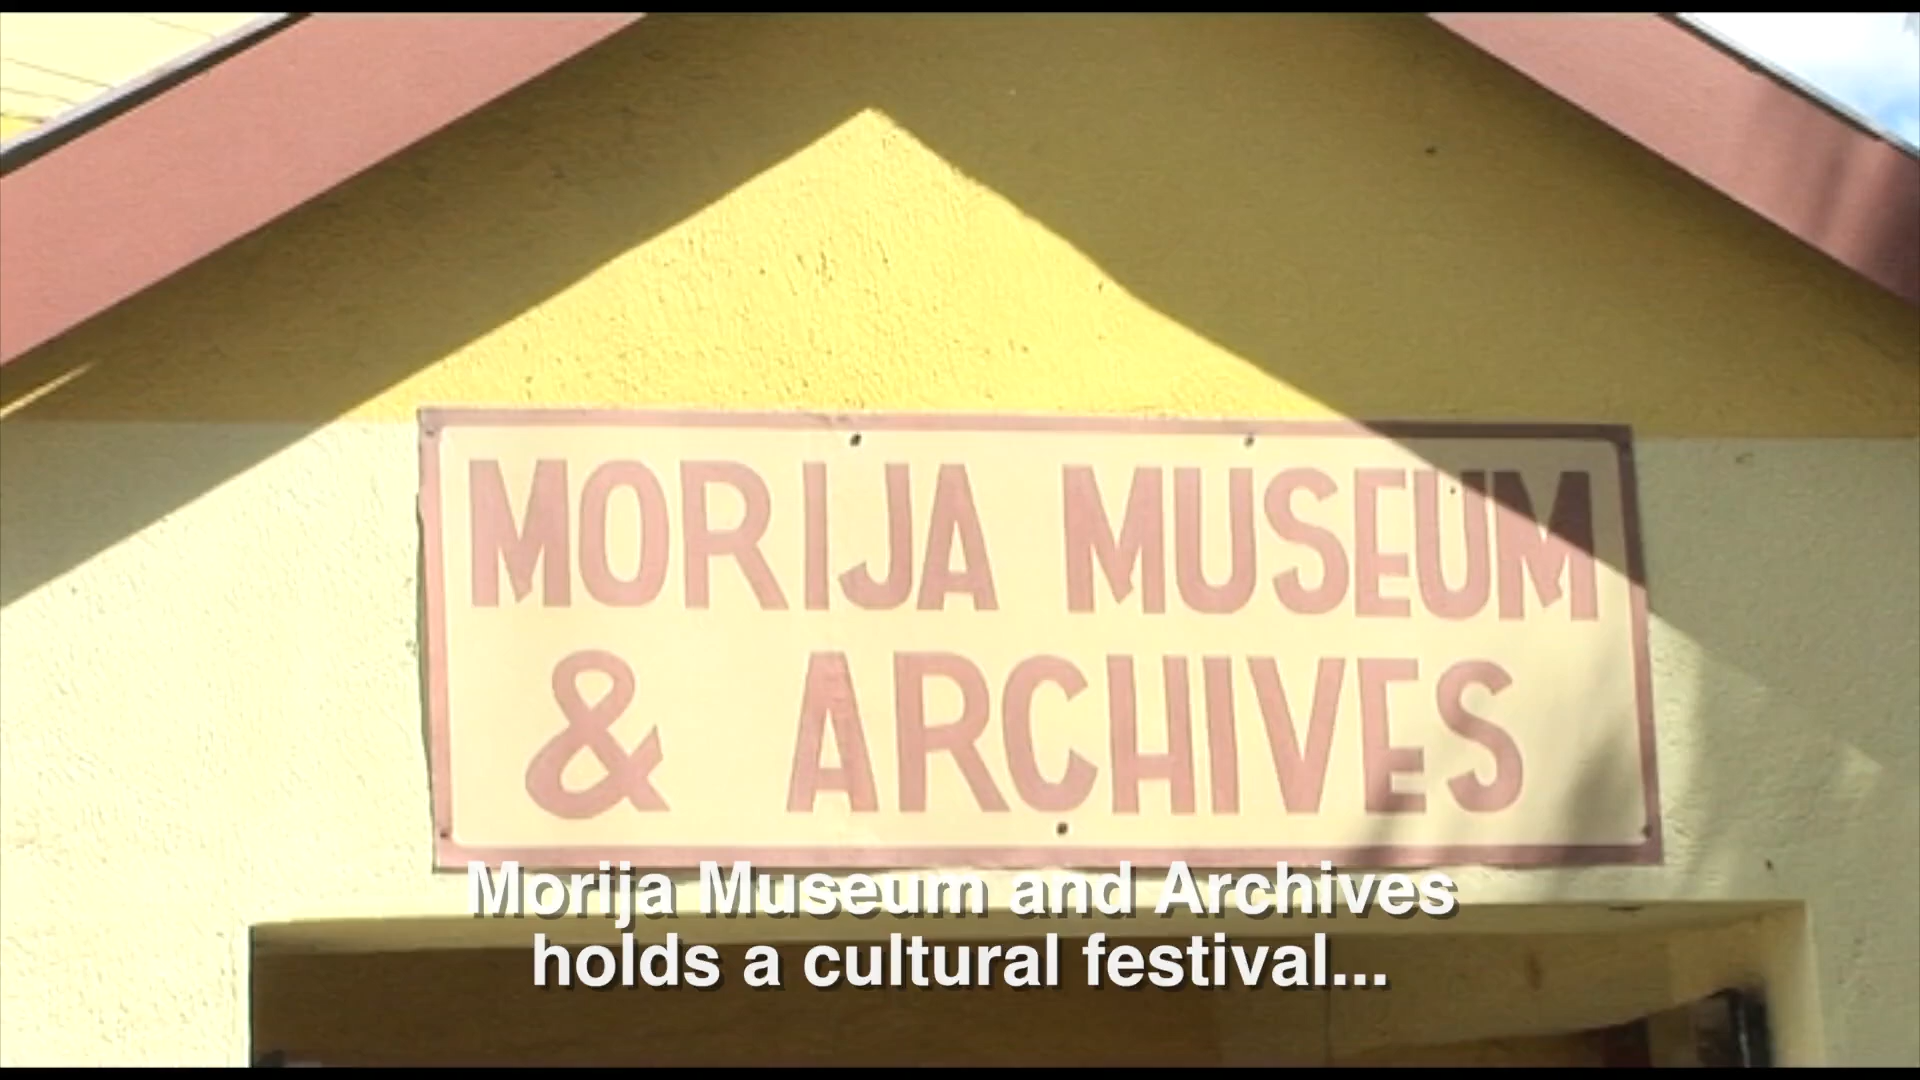 MORIJA MUSEUM
& ARCHIVES
Morija Museum and Archives
holds a cultural festival...